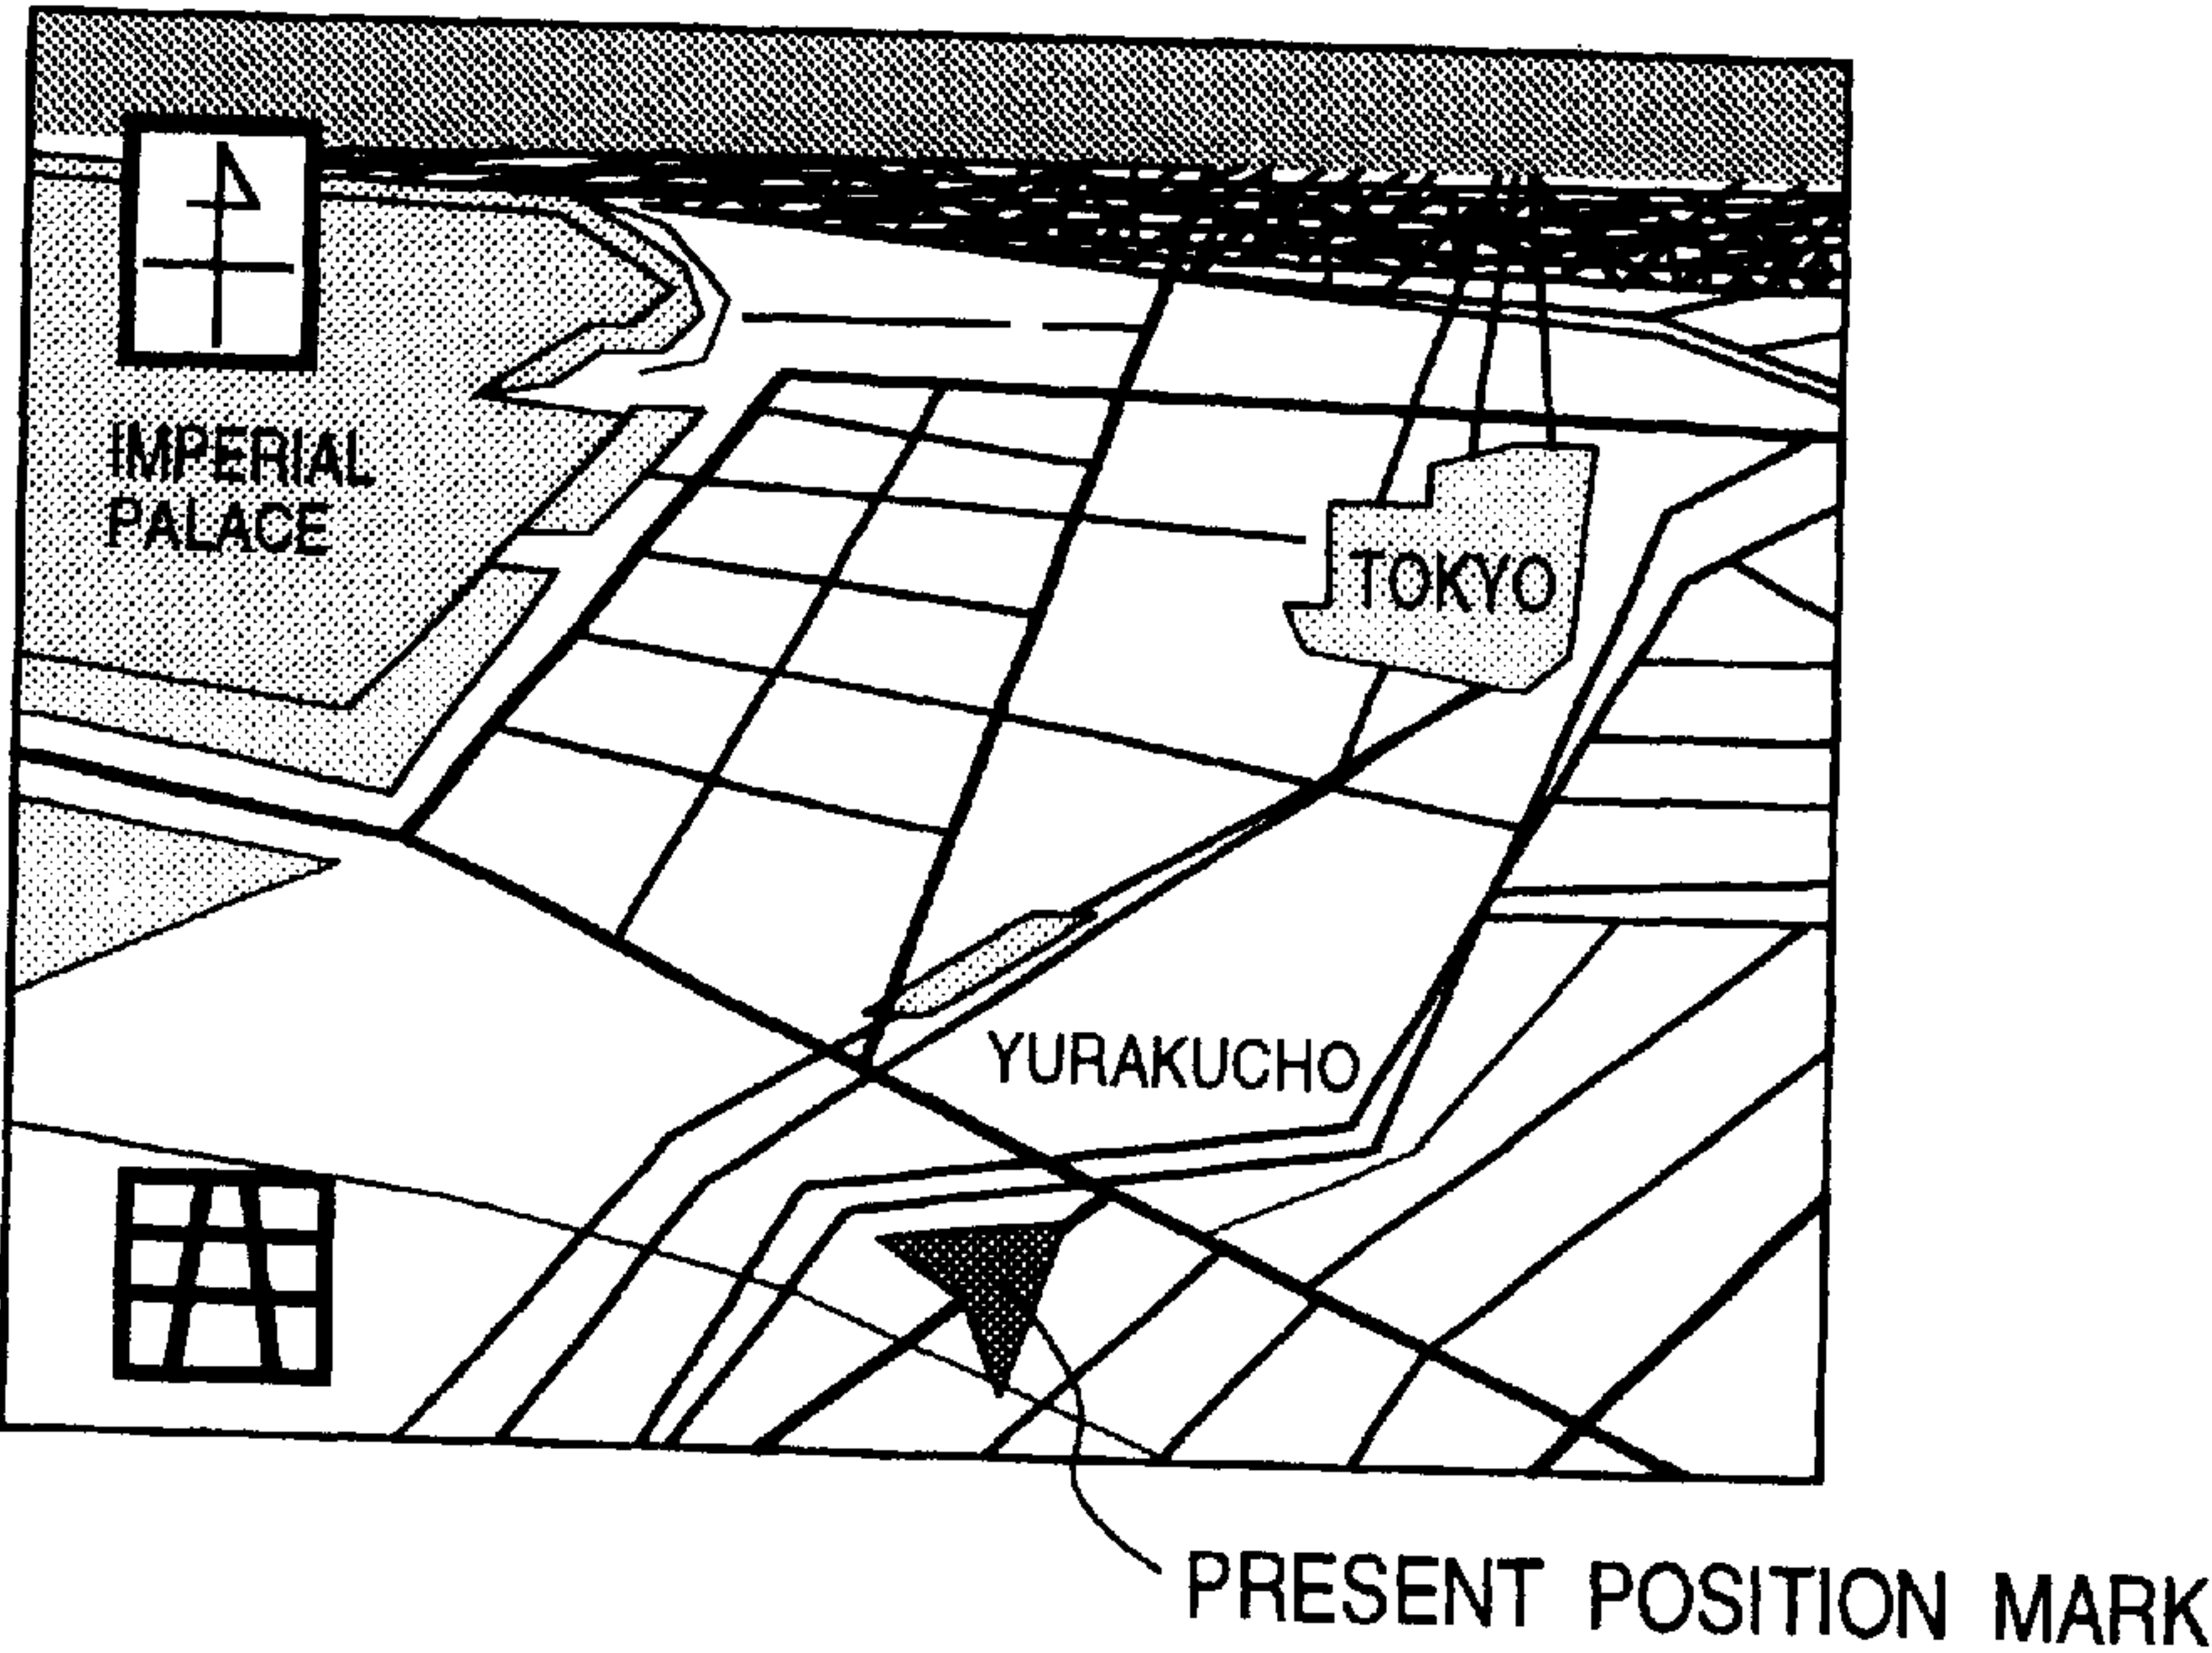 IMPERIAL
PALACE
TOKYO
YURAKUCHO
PRESENT POSITION MARK